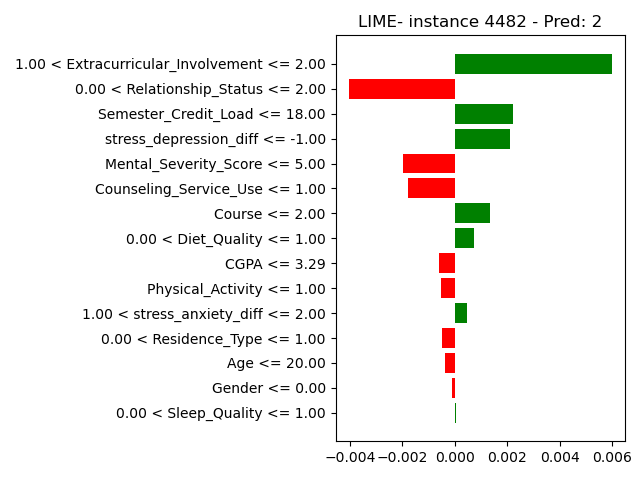 LIME- instance 4482 - Pred: 2
1.00 < Extracurricular_Involvement <= 2.00
0.00 < Relationship_Status <= 2.00
Semester_Credit_Load <= 18.00
stress_depression_diff <= -1.00
Mental_Severity_Score <= 5.00
Counseling_Service_Use <= 1.00
Course <= 2.00
0.00 < Diet_Quality <= 1.00
CGPA <= 3.29
Physical_Activity <= 1.00
1.00 < stress_anxiety_diff <= 2.00
0.00 < Residence_Type <= 1.00
Age <= 20.00
Gender <= 0.00
0.00 < Sleep_Quality <= 1.00
−0.004 −0.002 0.000 0.002 0.004 0.006